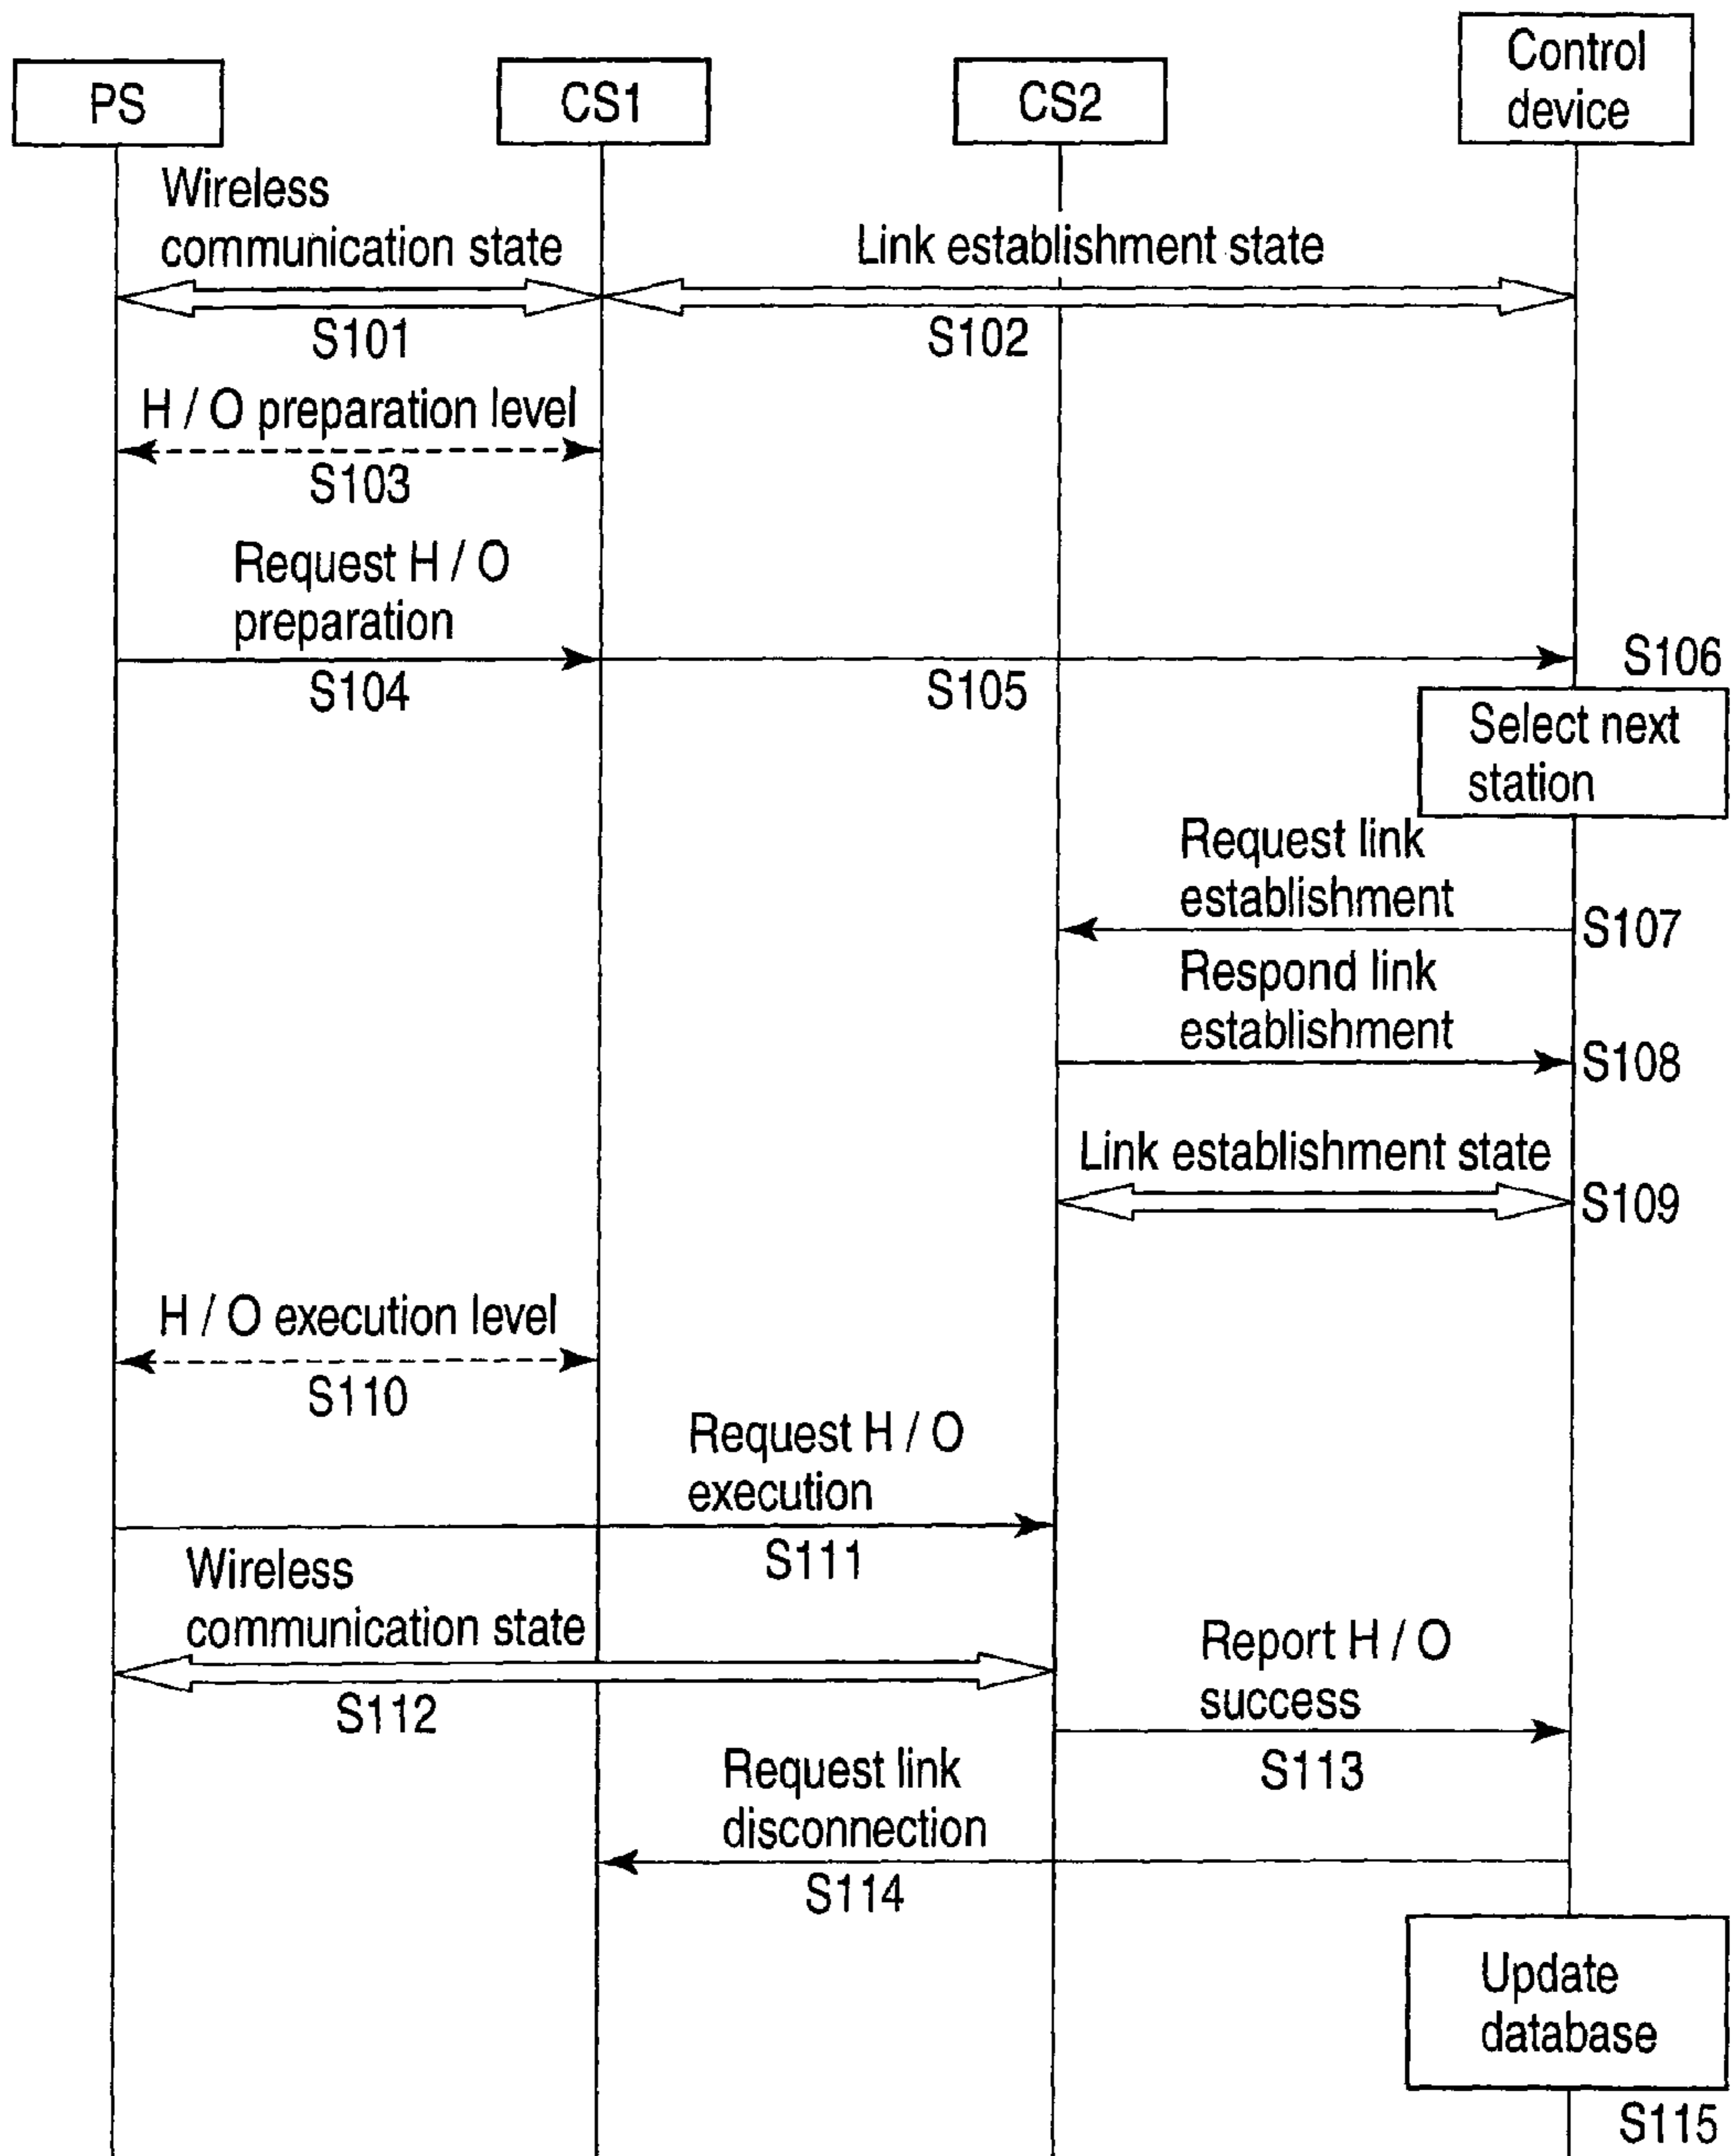 PS
CS1
CS2
Control
device
Wireless
communication state
Link establishment state
S101
S102
H / O preparation level
S103
Request H / O
preparation
S104
S105
S106
Select next
station
Request link
establishment
S107
Respond link
establishment
S108
Link establishment state
S109
H / O execution level
S110
Request H / O
execution
S111
Wireless
communication state
S112
Report H / O
success
S113
Request link
disconnection
S114
Update
database
S115